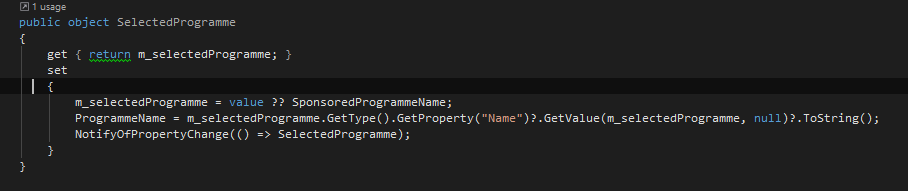 1 usage
public object SelectedProgramme
{
get { return m_selectedProgramme; }
set
{
m_selectedProgramme = value ?? SponsoredProgrammeName;
ProgrammeName = m_selectedProgramme.GetType().GetProperty("Name")?.GetValue(m_selectedProgramme, null)?.ToString();
NotifyOfPropertyChange(() => SelectedProgramme);
}
}